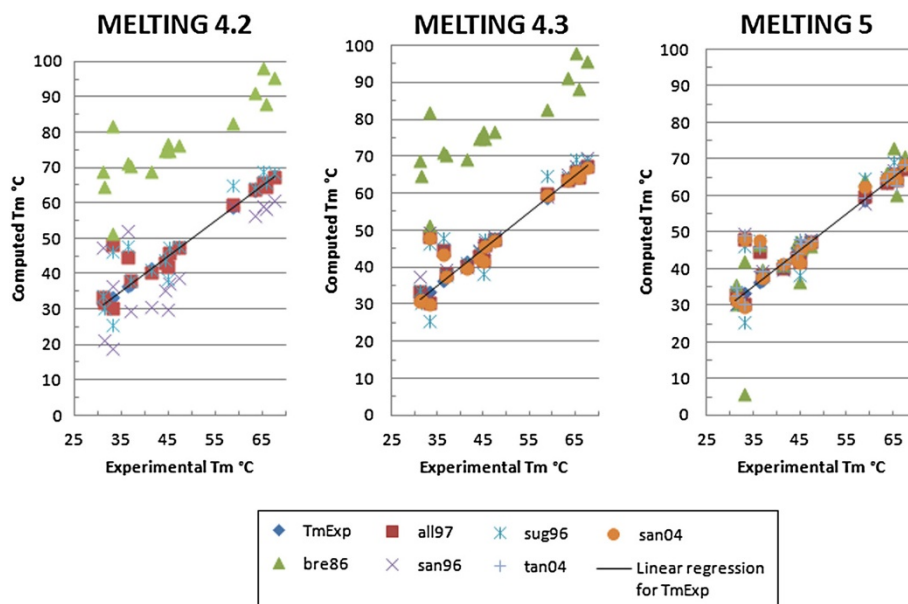 MELTING 4.2
MELTING 4.3
MELTING 5
Computed Tm °C
100
90
80
70
60
50
40
30
20
10
0
25 35 45 55 65
Experimental Tm °C
Computed Tm °C
100
90
80
70
60
50
40
30
20
10
0
25 35 45 55 65
Experimental Tm °C
Computed Tm °C
100
90
80
70
60
50
40
30
20
10
0
25 35 45 55 65
Experimental Tm °C
TmExp all97 sug96 san04
bre86 san96 tan04 Linear regression
for TmExp